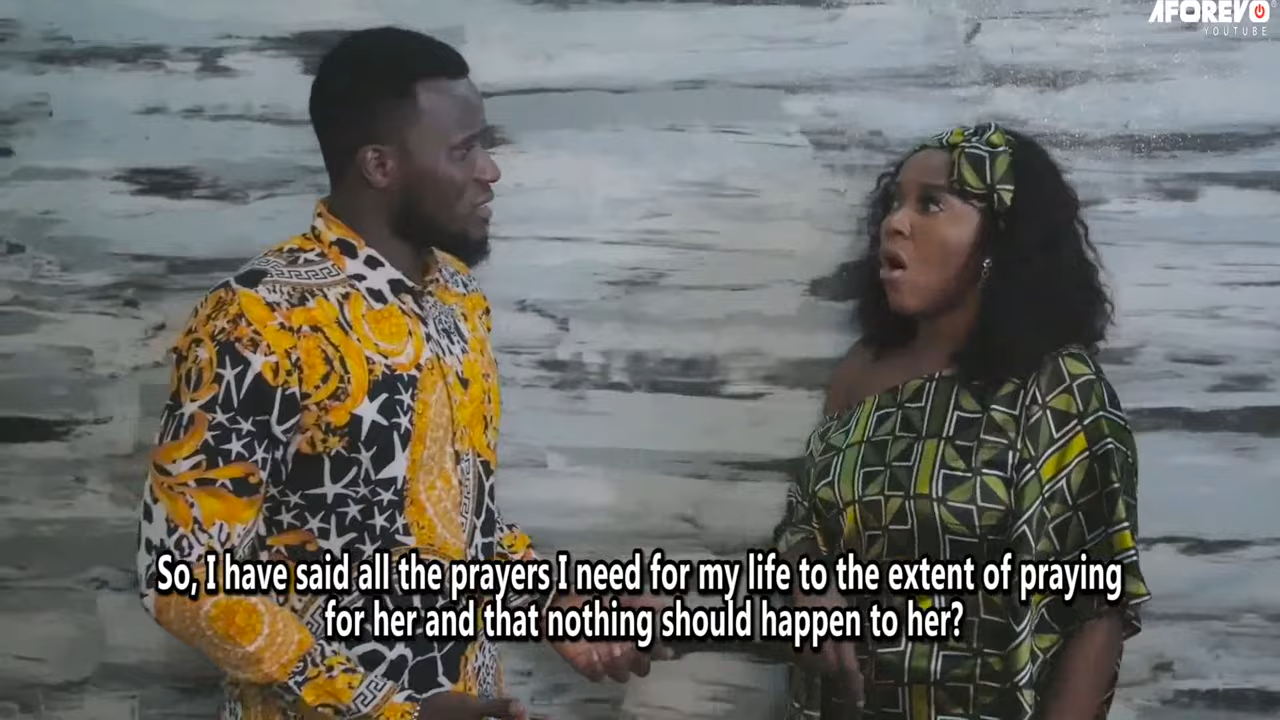 AFOREVO
YOUTUBE
So, I have said all the prayers I need for my life to the extent of praying
for her and that nothing should happen to her?